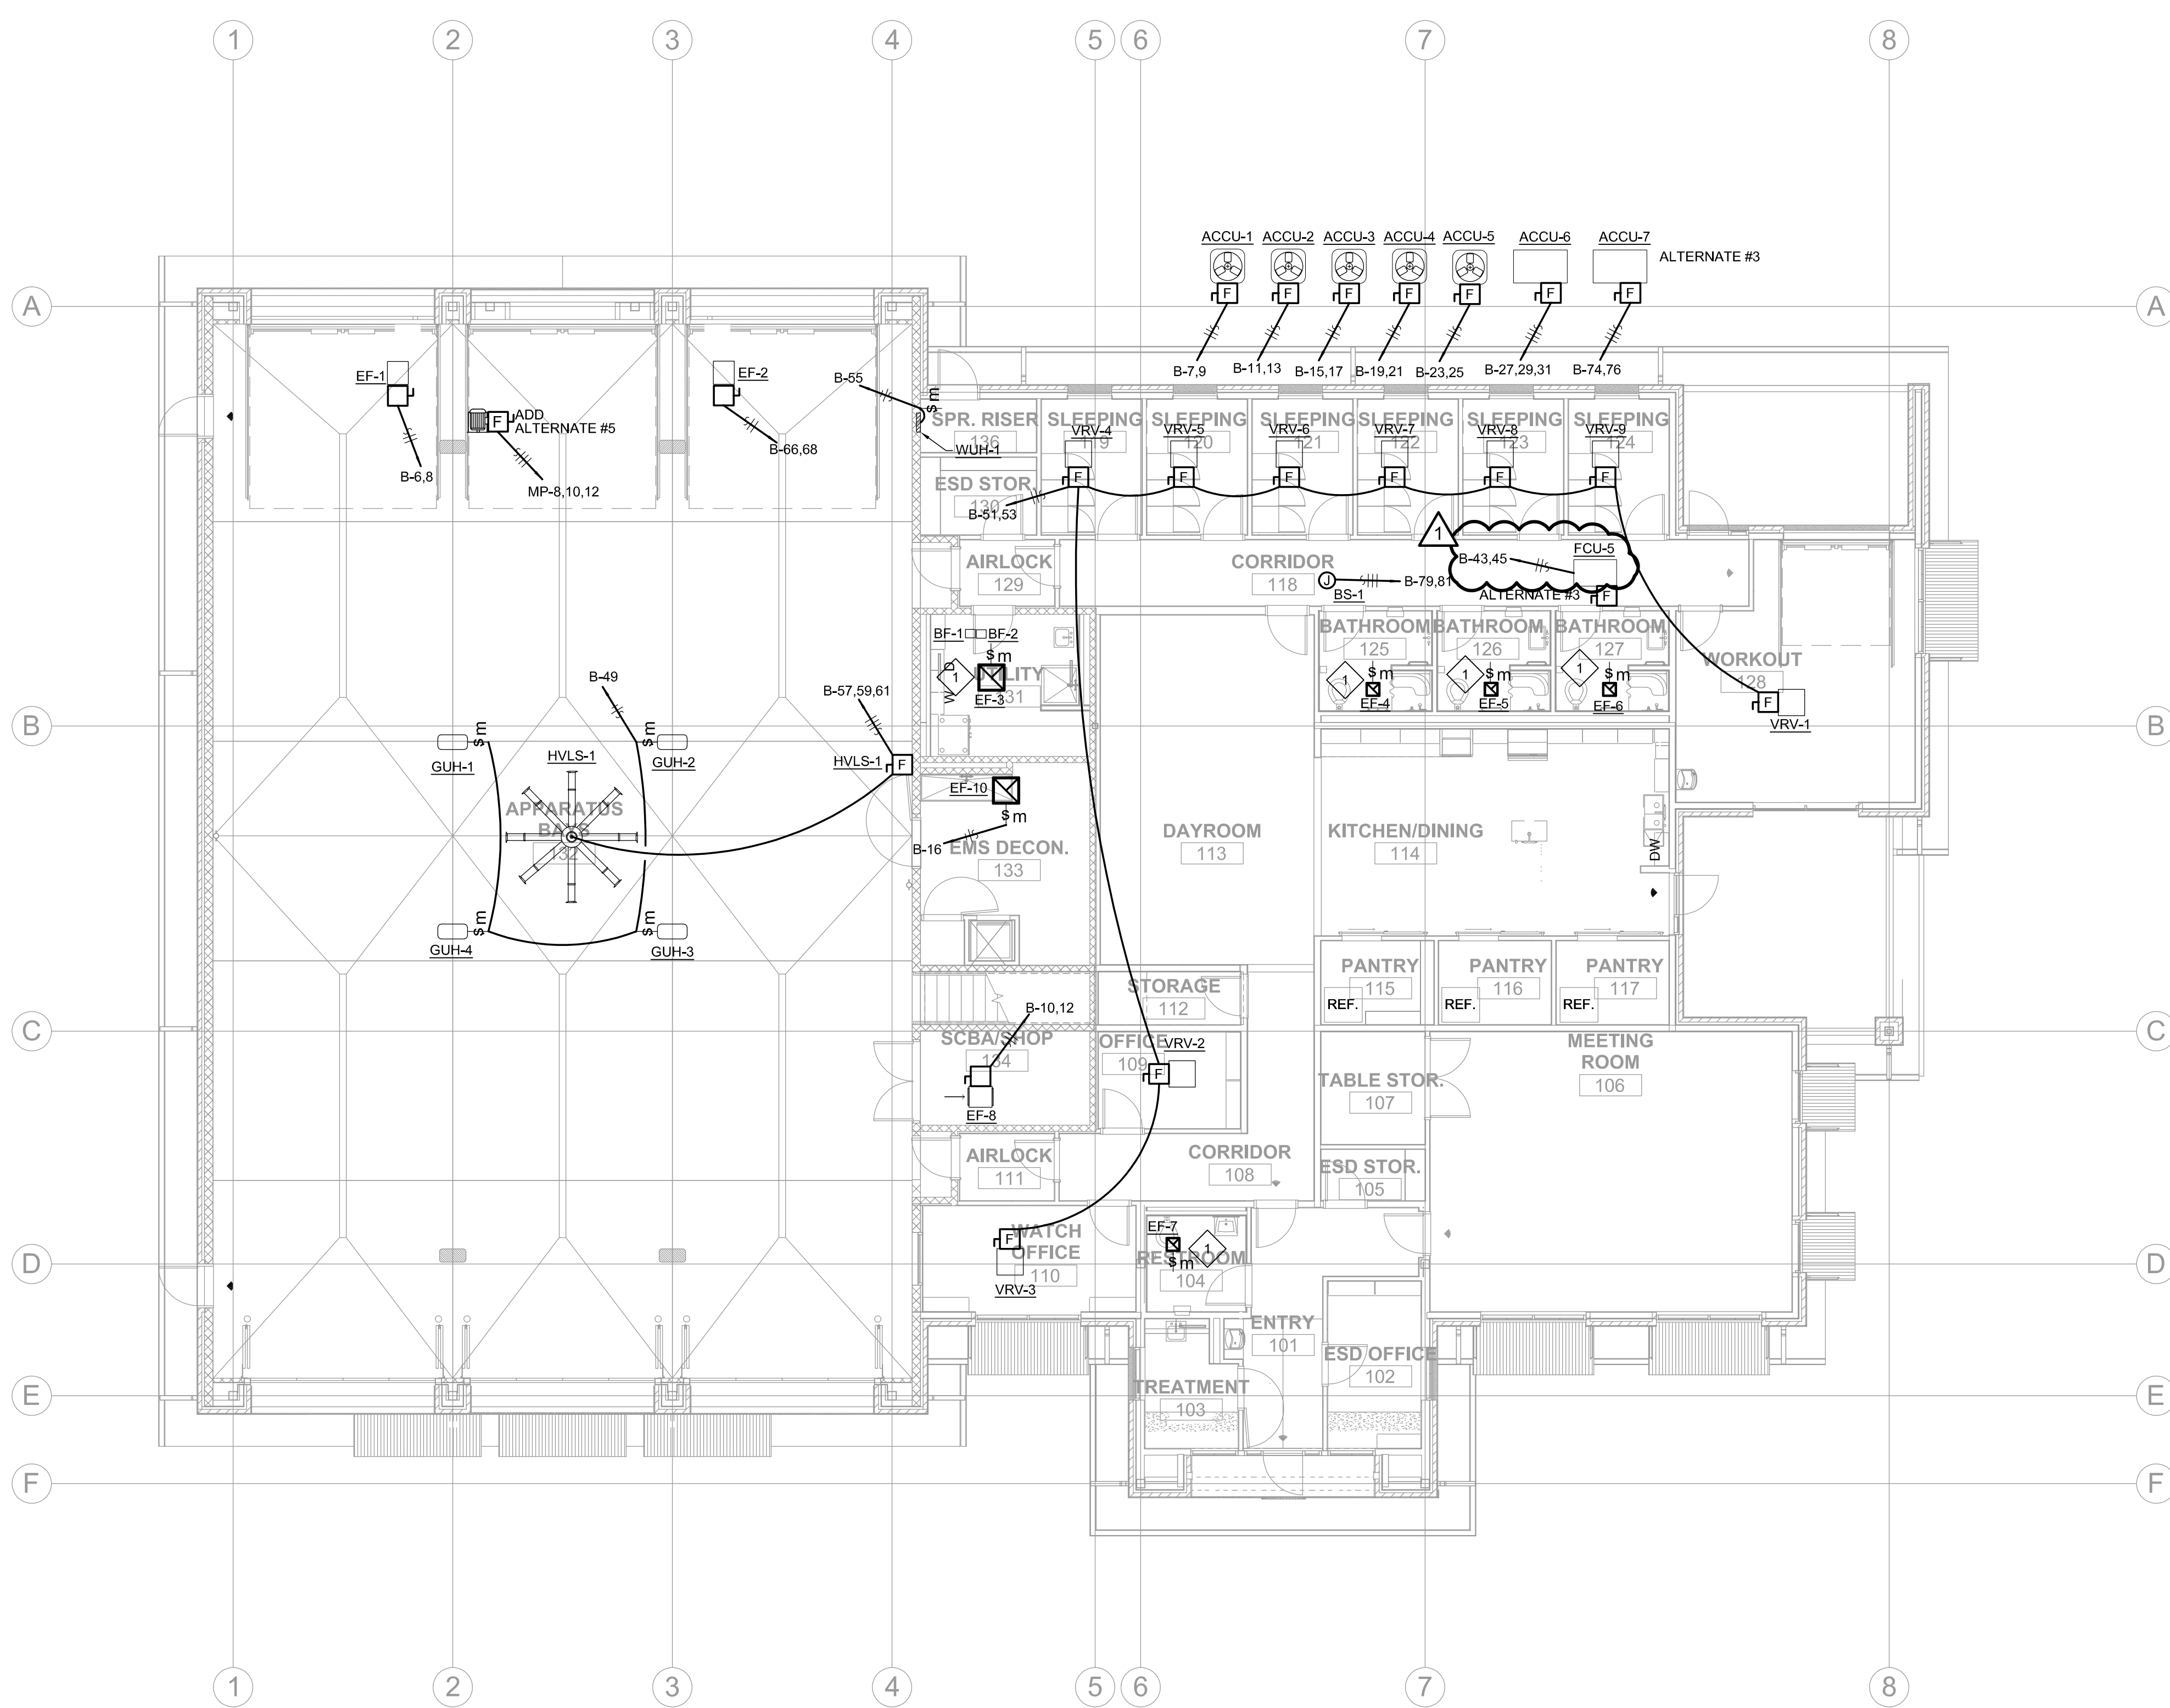 1 2 3 4 5 6 7 8
ACCU-1 ACCU-2 ACCU-3 ACCU-4 ACCU-5 ACCU-6 ACCU-7
ALTERNATE #3
A A
F F F F F F F
B-7,9 B-11,13 B-15,17 B-19,21 B-23,25 B-27,29,31 B-74,76
EF-1
EF-2
B-55
$m
F
ADD
ALTERNATE #5
B-6,8
MP-8,10,12
B-66,68
WUH-1
SPR. RISER
136
SLEEPING
119
VRV-4
F
SLEEPING
120
VRV-5
F
SLEEPING
121
VRV-6
F
SLEEPING
122
VRV-7
F
SLEEPING
123
VRV-8
F
SLEEPING
124
VRV-9
F
ESD STOR.
130
B-51,53
1
B-43,45
FCU-5
ALTERNATE #3
F
AIRLOCK
129
CORRIDOR
118
J
BS-1
B-79,81
BF-1 BF-2
$m
1
W D
UTILITY
131
EF-3
BATHROOM
125
1
$m
EF-4
BATHROOM
126
1
$m
EF-5
BATHROOM
127
1
$m
EF-6
WORKOUT
128
F
VRV-1
B B
B-49
B-57,59,61
$m
GUH-1
$m
GUH-2
HVLS-1
HVLS-1
F
APPARATUS
BAYS
132
EF-10
$m
B-16
EMS DECON.
133
DAYROOM
113
KITCHEN/DINING
114
DW
$m
GUH-4
$m
GUH-3
STORAGE
112
PANTRY
115
REF.
PANTRY
116
REF.
PANTRY
117
REF.
B-10,12
C C
SCBA/SHOP
134
EF-8
OFFICE
109
VRV-2
F
TABLE STOR.
107
MEETING
ROOM
106
AIRLOCK
111
CORRIDOR
108
ESD STOR.
105
WATCH
OFFICE
110
F
VRV-3
EF-7
1
$m
RESTROOM
104
D D
ENTRY
101
ESD OFFICE
102
TREATMENT
103
E E
F F
1 2 3 4 5 6 7 8